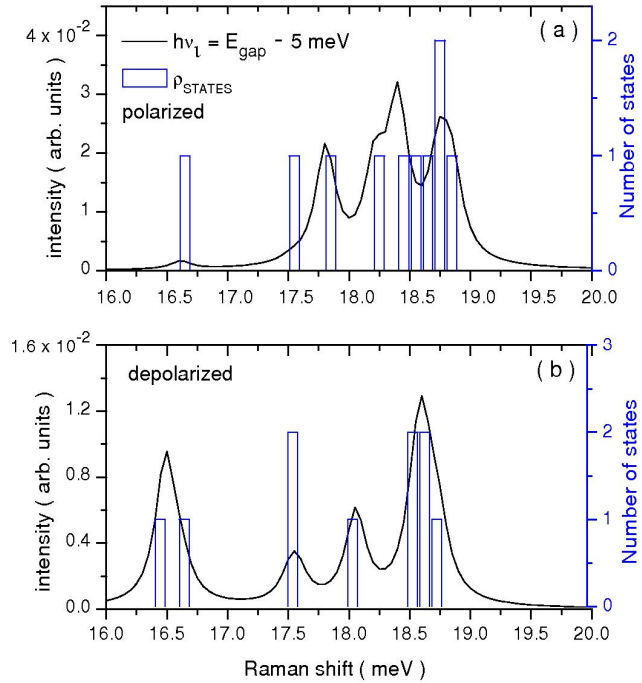 4 x 10⁻²
( a )
2
hν₁ = E_gap - 5 meV
ρ_STATES
polarized
3
2
1
0
1
0
intensity ( arb. units )
Number of states
16.0 16.5 17.0 17.5 18.0 18.5 19.0 19.5 20.0
1.6 x 10⁻²
( b )
3
depolarized
1.2
0.8
0.4
0.0
2
1
0
intensity ( arb. units )
Number of states
16.0 16.5 17.0 17.5 18.0 18.5 19.0 19.5 20.0
Raman shift ( meV )